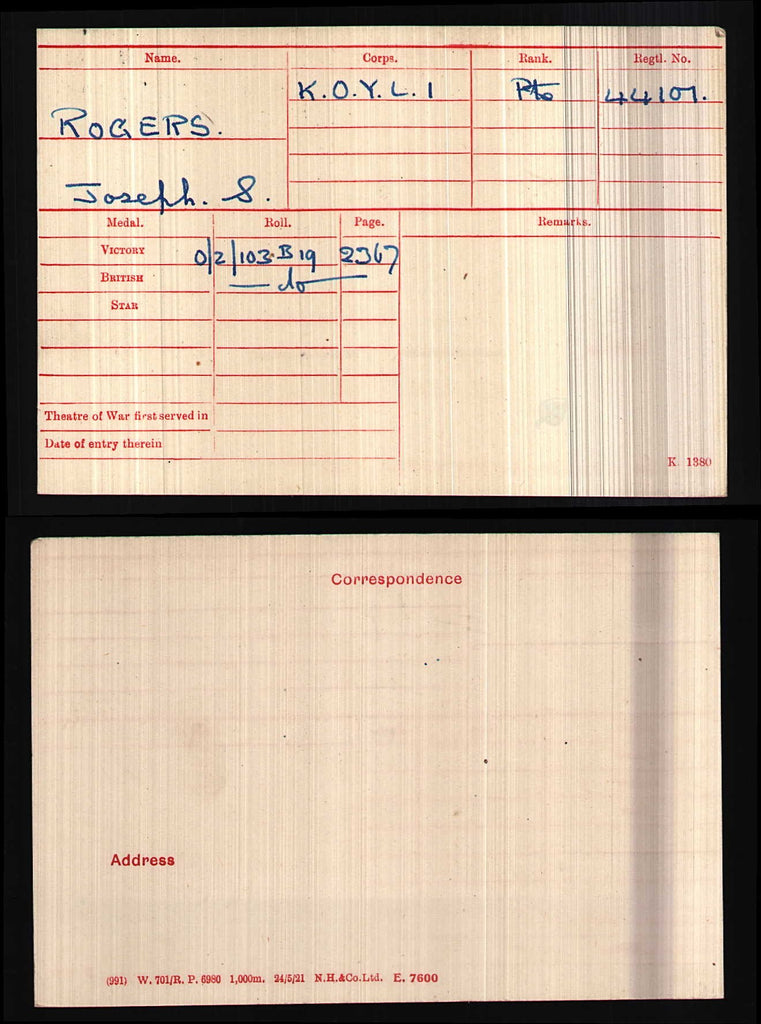 Name. Corps. Rank. Regtl. No.
K.O.Y.L.I Pte 44107.
ROGERS.
Joseph. S.
Medal. Roll. Page. Remarks.
VICTORY O/2/103 B 19 2367
BRITISH — do —
STAR
Theatre of War first served in
Date of entry therein
K. 1380
Correspondence
Address
(991) W. 701/R. P. 6980 1,000m. 24/5/21 N.H.&Co.Ltd. E. 7600